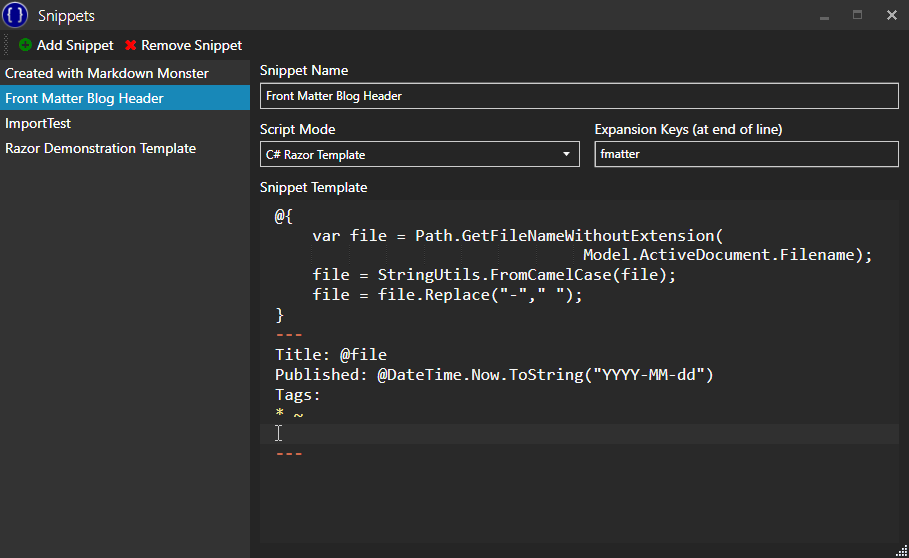 { } Snippets
Add Snippet Remove Snippet
Created with Markdown Monster
Front Matter Blog Header
ImportTest
Razor Demonstration Template
Snippet Name
Front Matter Blog Header
Script Mode
C# Razor Template
Expansion Keys (at end of line)
fmatter
Snippet Template
@{
    var file = Path.GetFileNameWithoutExtension(
                                 Model.ActiveDocument.Filename);
    file = StringUtils.FromCamelCase(file);
    file = file.Replace("-"," ");
}
---
Title: @file
Published: @DateTime.Now.ToString("YYYY-MM-dd")
Tags:
* ~
---